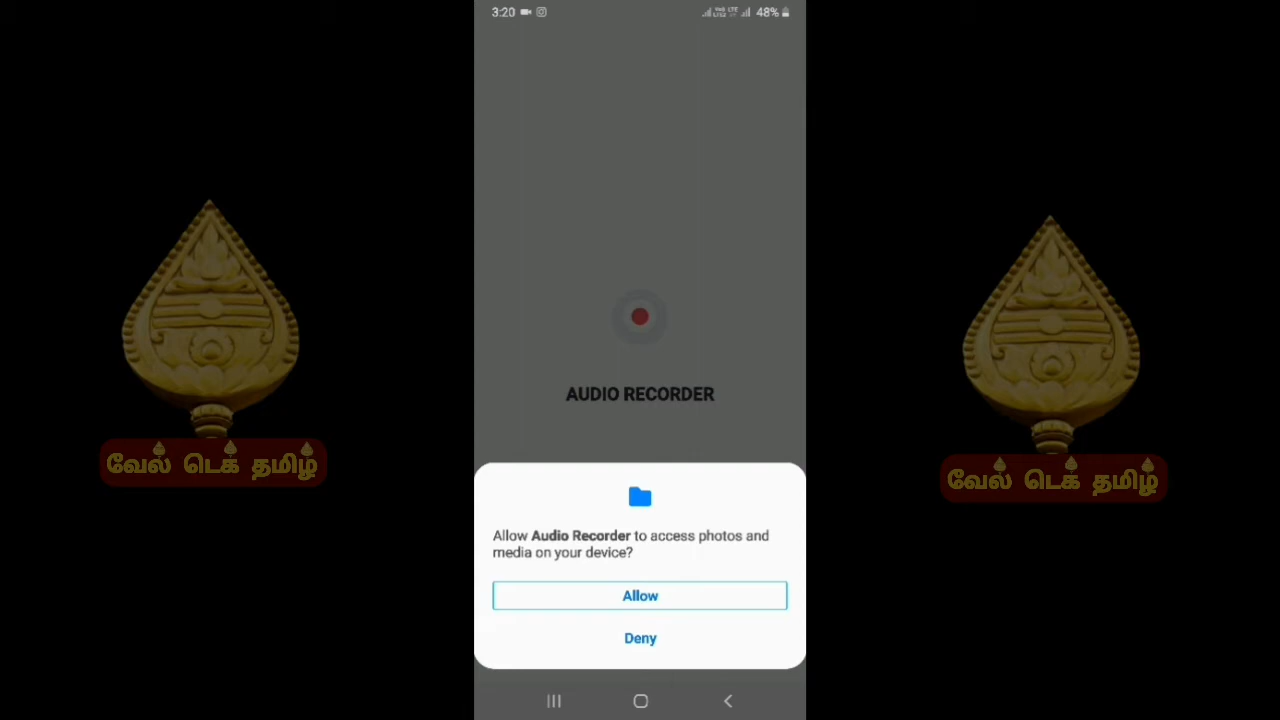 3:20
48%
AUDIO RECORDER
வேல் டெக் தமிழ்
வேல் டெக் தமிழ்
Allow Audio Recorder to access photos and
media on your device?
Allow
Deny